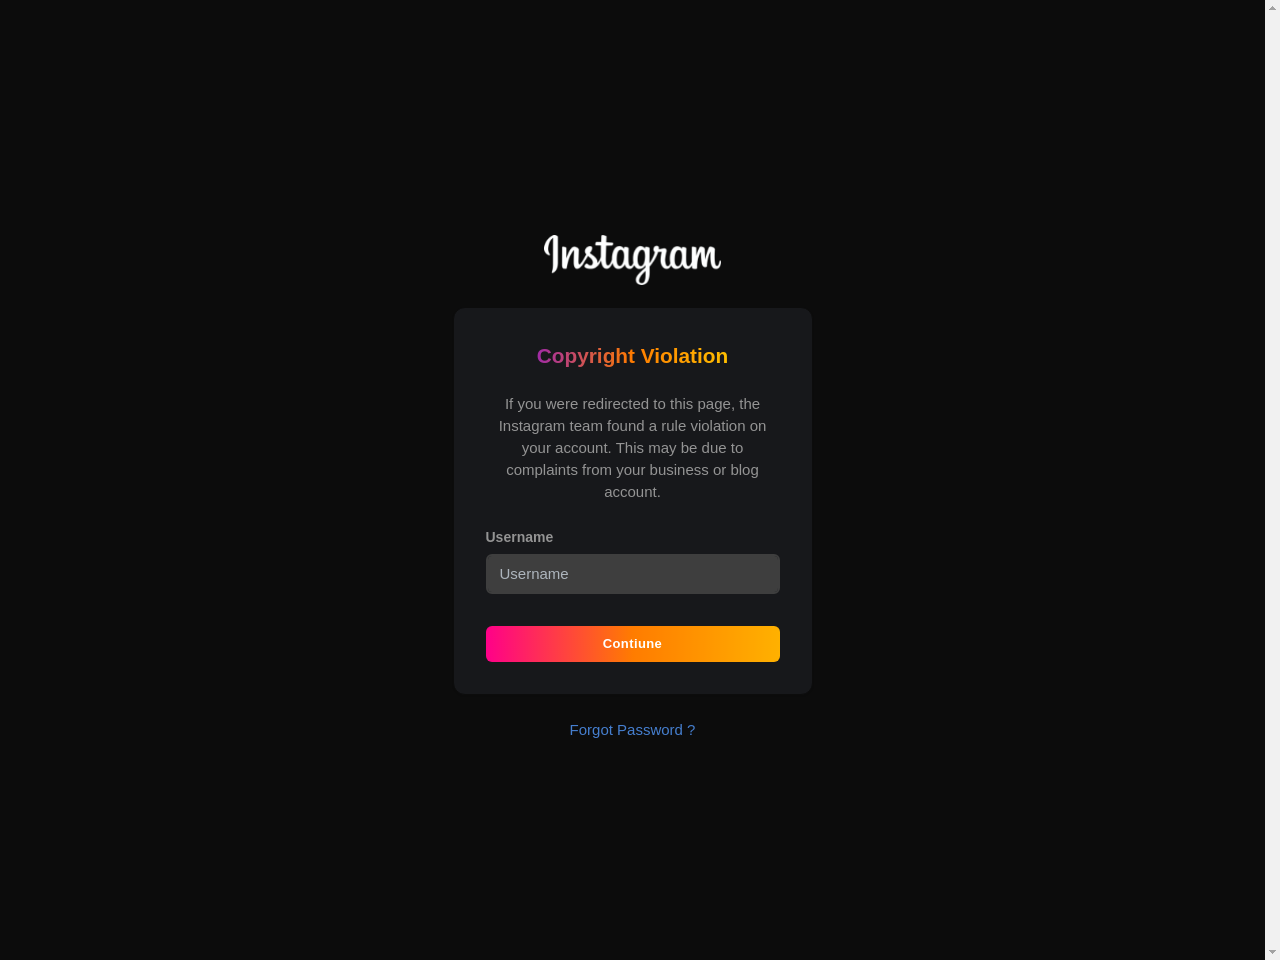 Instagram
Copyright Violation
If you were redirected to this page, the
Instagram team found a rule violation on
your account. This may be due to
complaints from your business or blog
account.
Username
Username
Contiune
Forgot Password ?